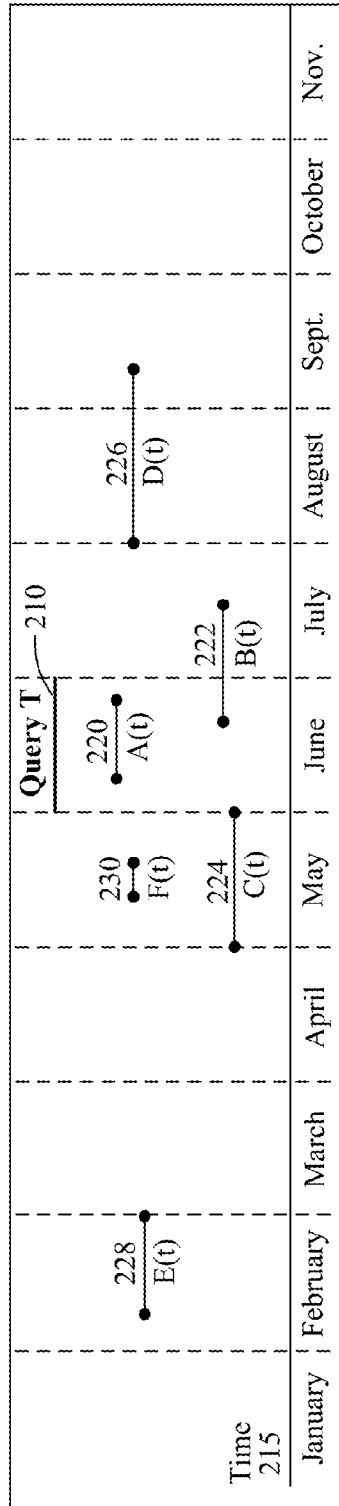 Query T
210
220
A(t)
226
D(t)
230
F(t)
228
E(t)
222
B(t)
224
C(t)
Time
215
January
February
March
April
May
June
July
August
Sept.
October
Nov.